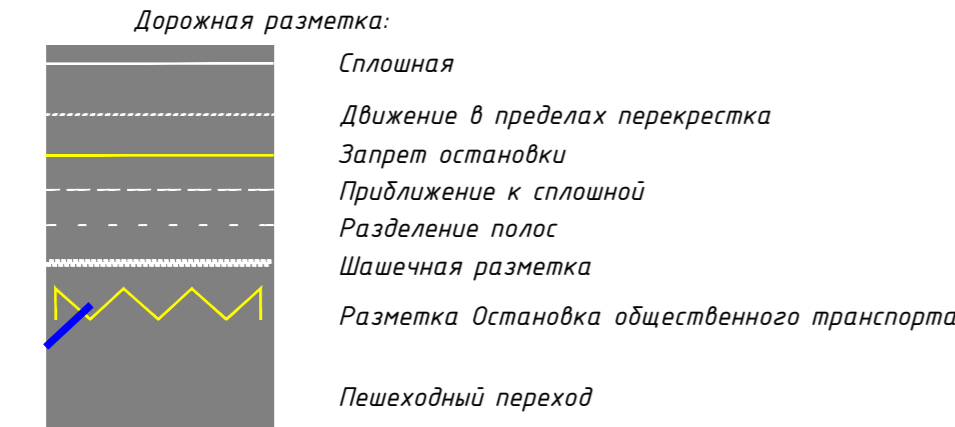 Дорожная разметка:
Сплошная
Движение в пределах перекрестка
Запрет остановки
Приближение к сплошной
Разделение полос
Шашечная разметка
Разметка Остановка общественного транспорта
Пешеходный переход